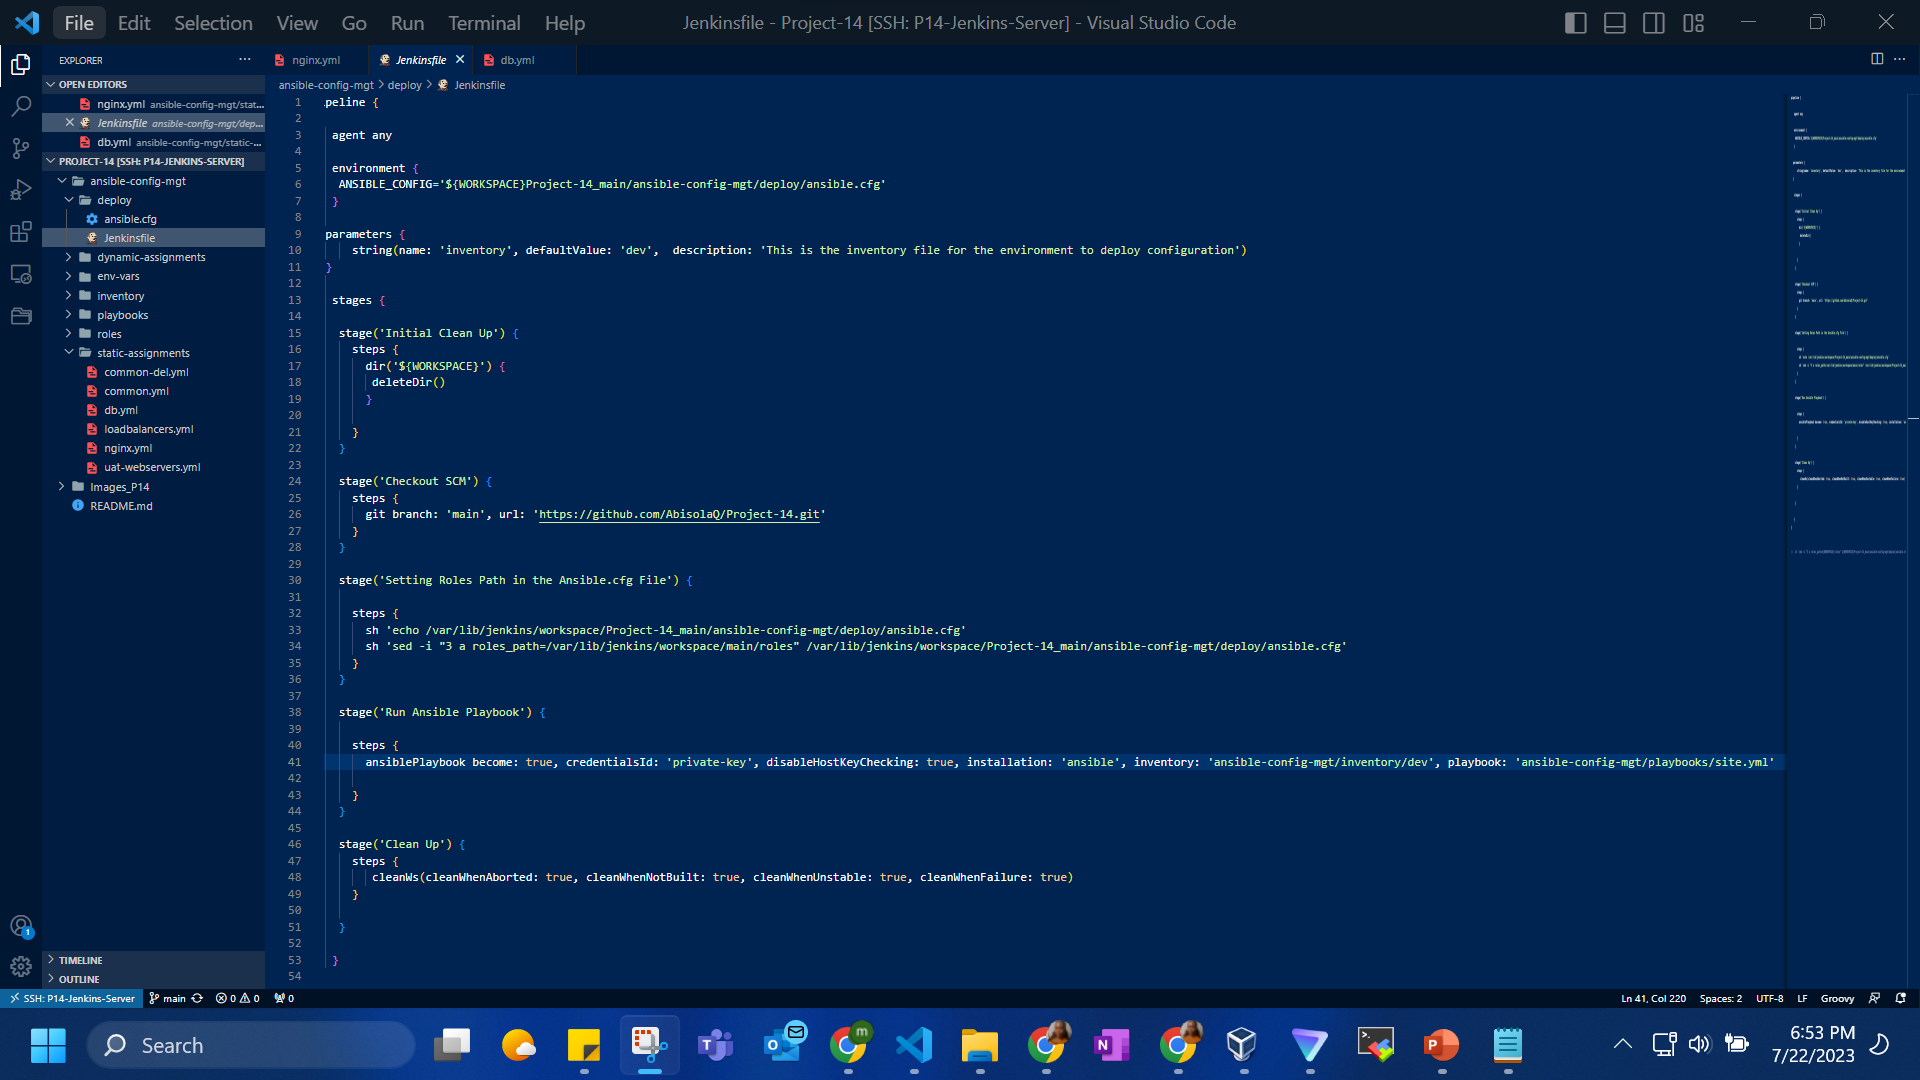 File Edit Selection View Go Run Terminal Help
Jenkinsfile - Project-14 [SSH: P14-Jenkins-Server] - Visual Studio Code
EXPLORER
OPEN EDITORS
nginx.yml ansible-config-mgt/stat...
Jenkinsfile ansible-config-mgt/dep...
db.yml ansible-config-mgt/static-...
PROJECT-14 [SSH: P14-JENKINS-SERVER]
ansible-config-mgt
deploy
ansible.cfg
Jenkinsfile
dynamic-assignments
env-vars
inventory
playbooks
roles
static-assignments
common-del.yml
common.yml
db.yml
loadbalancers.yml
nginx.yml
uat-webservers.yml
Images_P14
README.md
TIMELINE
OUTLINE
nginx.yml Jenkinsfile db.yml
ansible-config-mgt > deploy > Jenkinsfile
1 peline {
2
3 agent any
4
5 environment {
6 ANSIBLE_CONFIG='${WORKSPACE}Project-14_main/ansible-config-mgt/deploy/ansible.cfg'
7 }
8
9 parameters {
10 string(name: 'inventory', defaultValue: 'dev', description: 'This is the inventory file for the environment to deploy configuration')
11 }
12
13 stages {
14
15 stage('Initial Clean Up') {
16 steps {
17 dir('${WORKSPACE}') {
18 deleteDir()
19 }
20
21 }
22 }
23
24 stage('Checkout SCM') {
25 steps {
26 git branch: 'main', url: 'https://github.com/AbisolaQ/Project-14.git'
27 }
28 }
29
30 stage('Setting Roles Path in the Ansible.cfg File') {
31
32 steps {
33 sh 'echo /var/lib/jenkins/workspace/Project-14_main/ansible-config-mgt/deploy/ansible.cfg'
34 sh 'sed -i "3 a roles_path=/var/lib/jenkins/workspace/main/roles" /var/lib/jenkins/workspace/Project-14_main/ansible-config-mgt/deploy/ansible.cfg'
35 }
36 }
37
38 stage('Run Ansible Playbook') {
39
40 steps {
41 ansiblePlaybook become: true, credentialsId: 'private-key', disableHostKeyChecking: true, installation: 'ansible', inventory: 'ansible-config-mgt/inventory/dev', playbook: 'ansible-config-mgt/playbooks/site.yml'
42
43 }
44 }
45
46 stage('Clean Up') {
47 steps {
48 cleanWs(cleanWhenAborted: true, cleanWhenNotBuilt: true, cleanWhenUnstable: true, cleanWhenFailure: true)
49 }
50
51 }
52
53 }
54
SSH: P14-Jenkins-Server main 0 0 0
Ln 41, Col 220 Spaces: 2 UTF-8 LF Groovy
Search
6:53 PM
7/22/2023